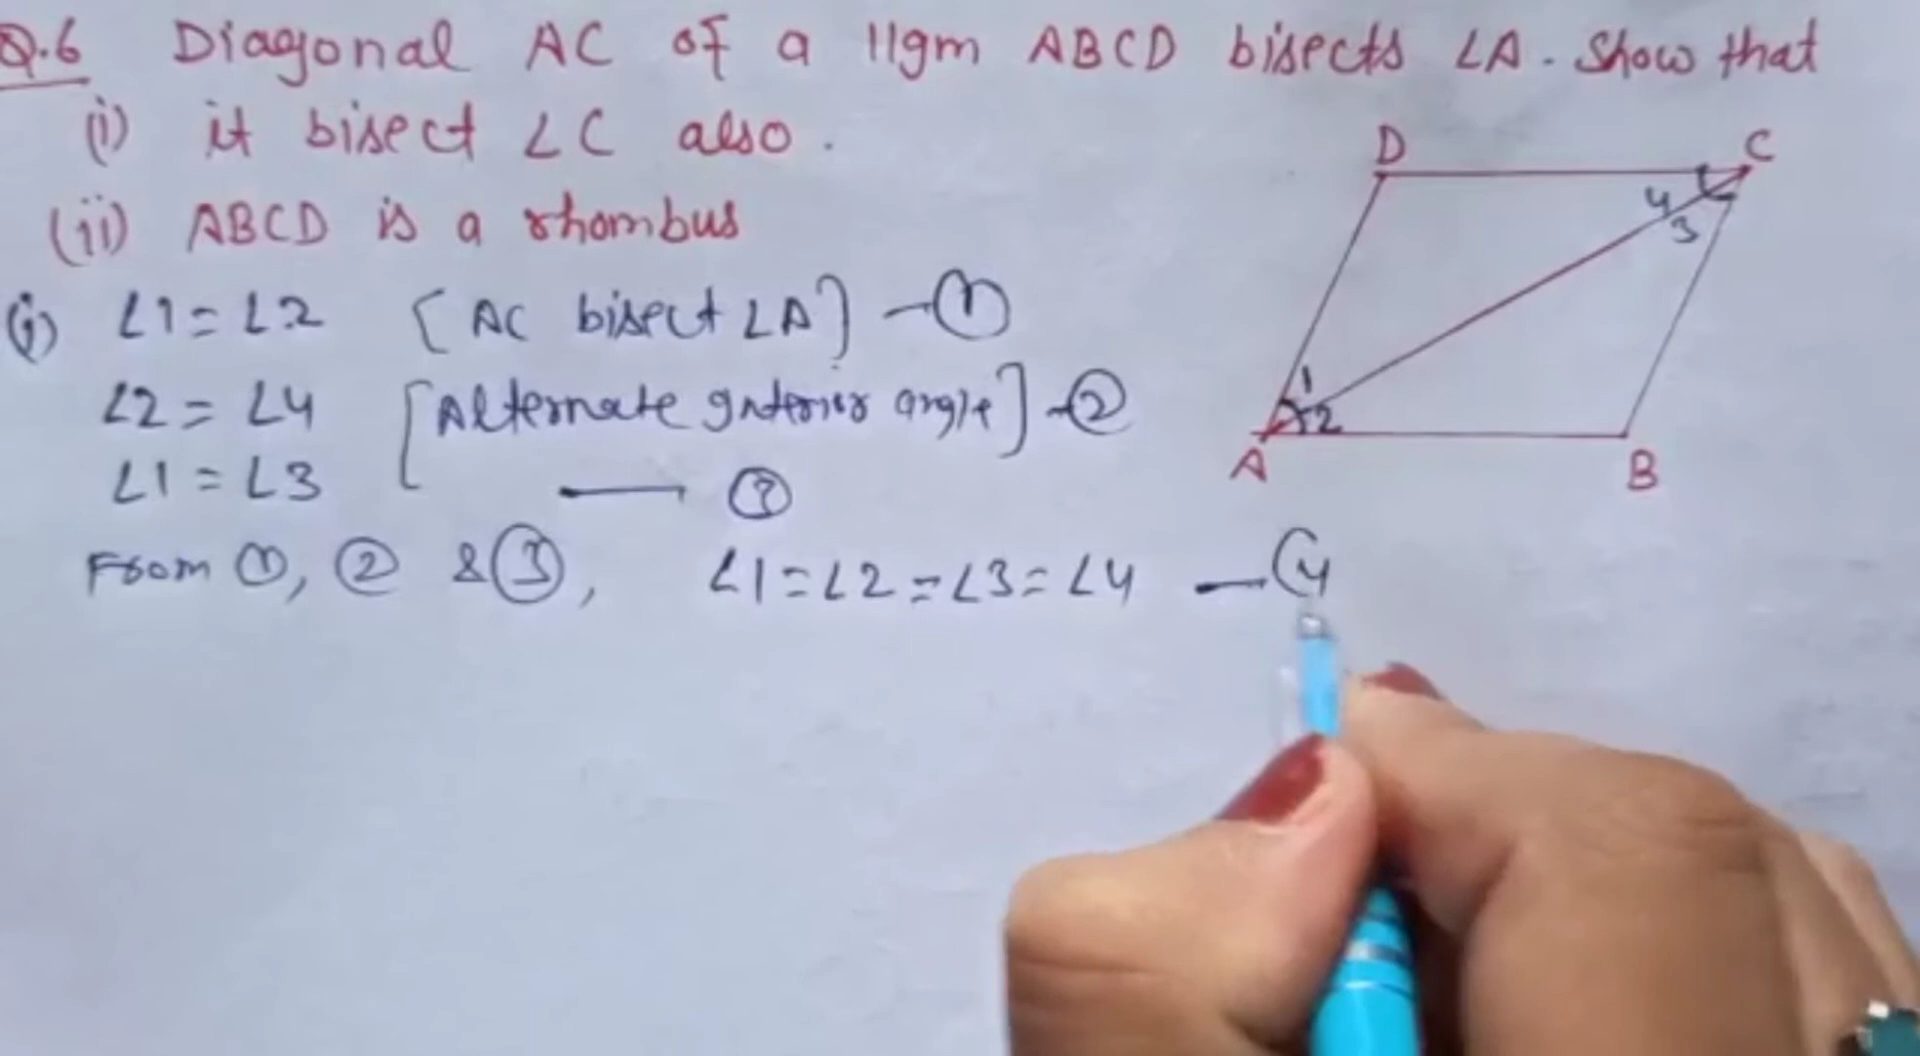 Q.6 Diagonal AC of a llgm ABCD bisects ∠A. Show that
(i) it bisect ∠C also.
(ii) ABCD is a rhombus
D C
4
3
1
2
A B
(i) ∠1 = ∠2 [AC bisect ∠A] — ①
∠2 = ∠4 [Alternate interior angle] — ②
∠1 = ∠3 — ③
From ①, ② & ③, ∠1 = ∠2 = ∠3 = ∠4 — (4